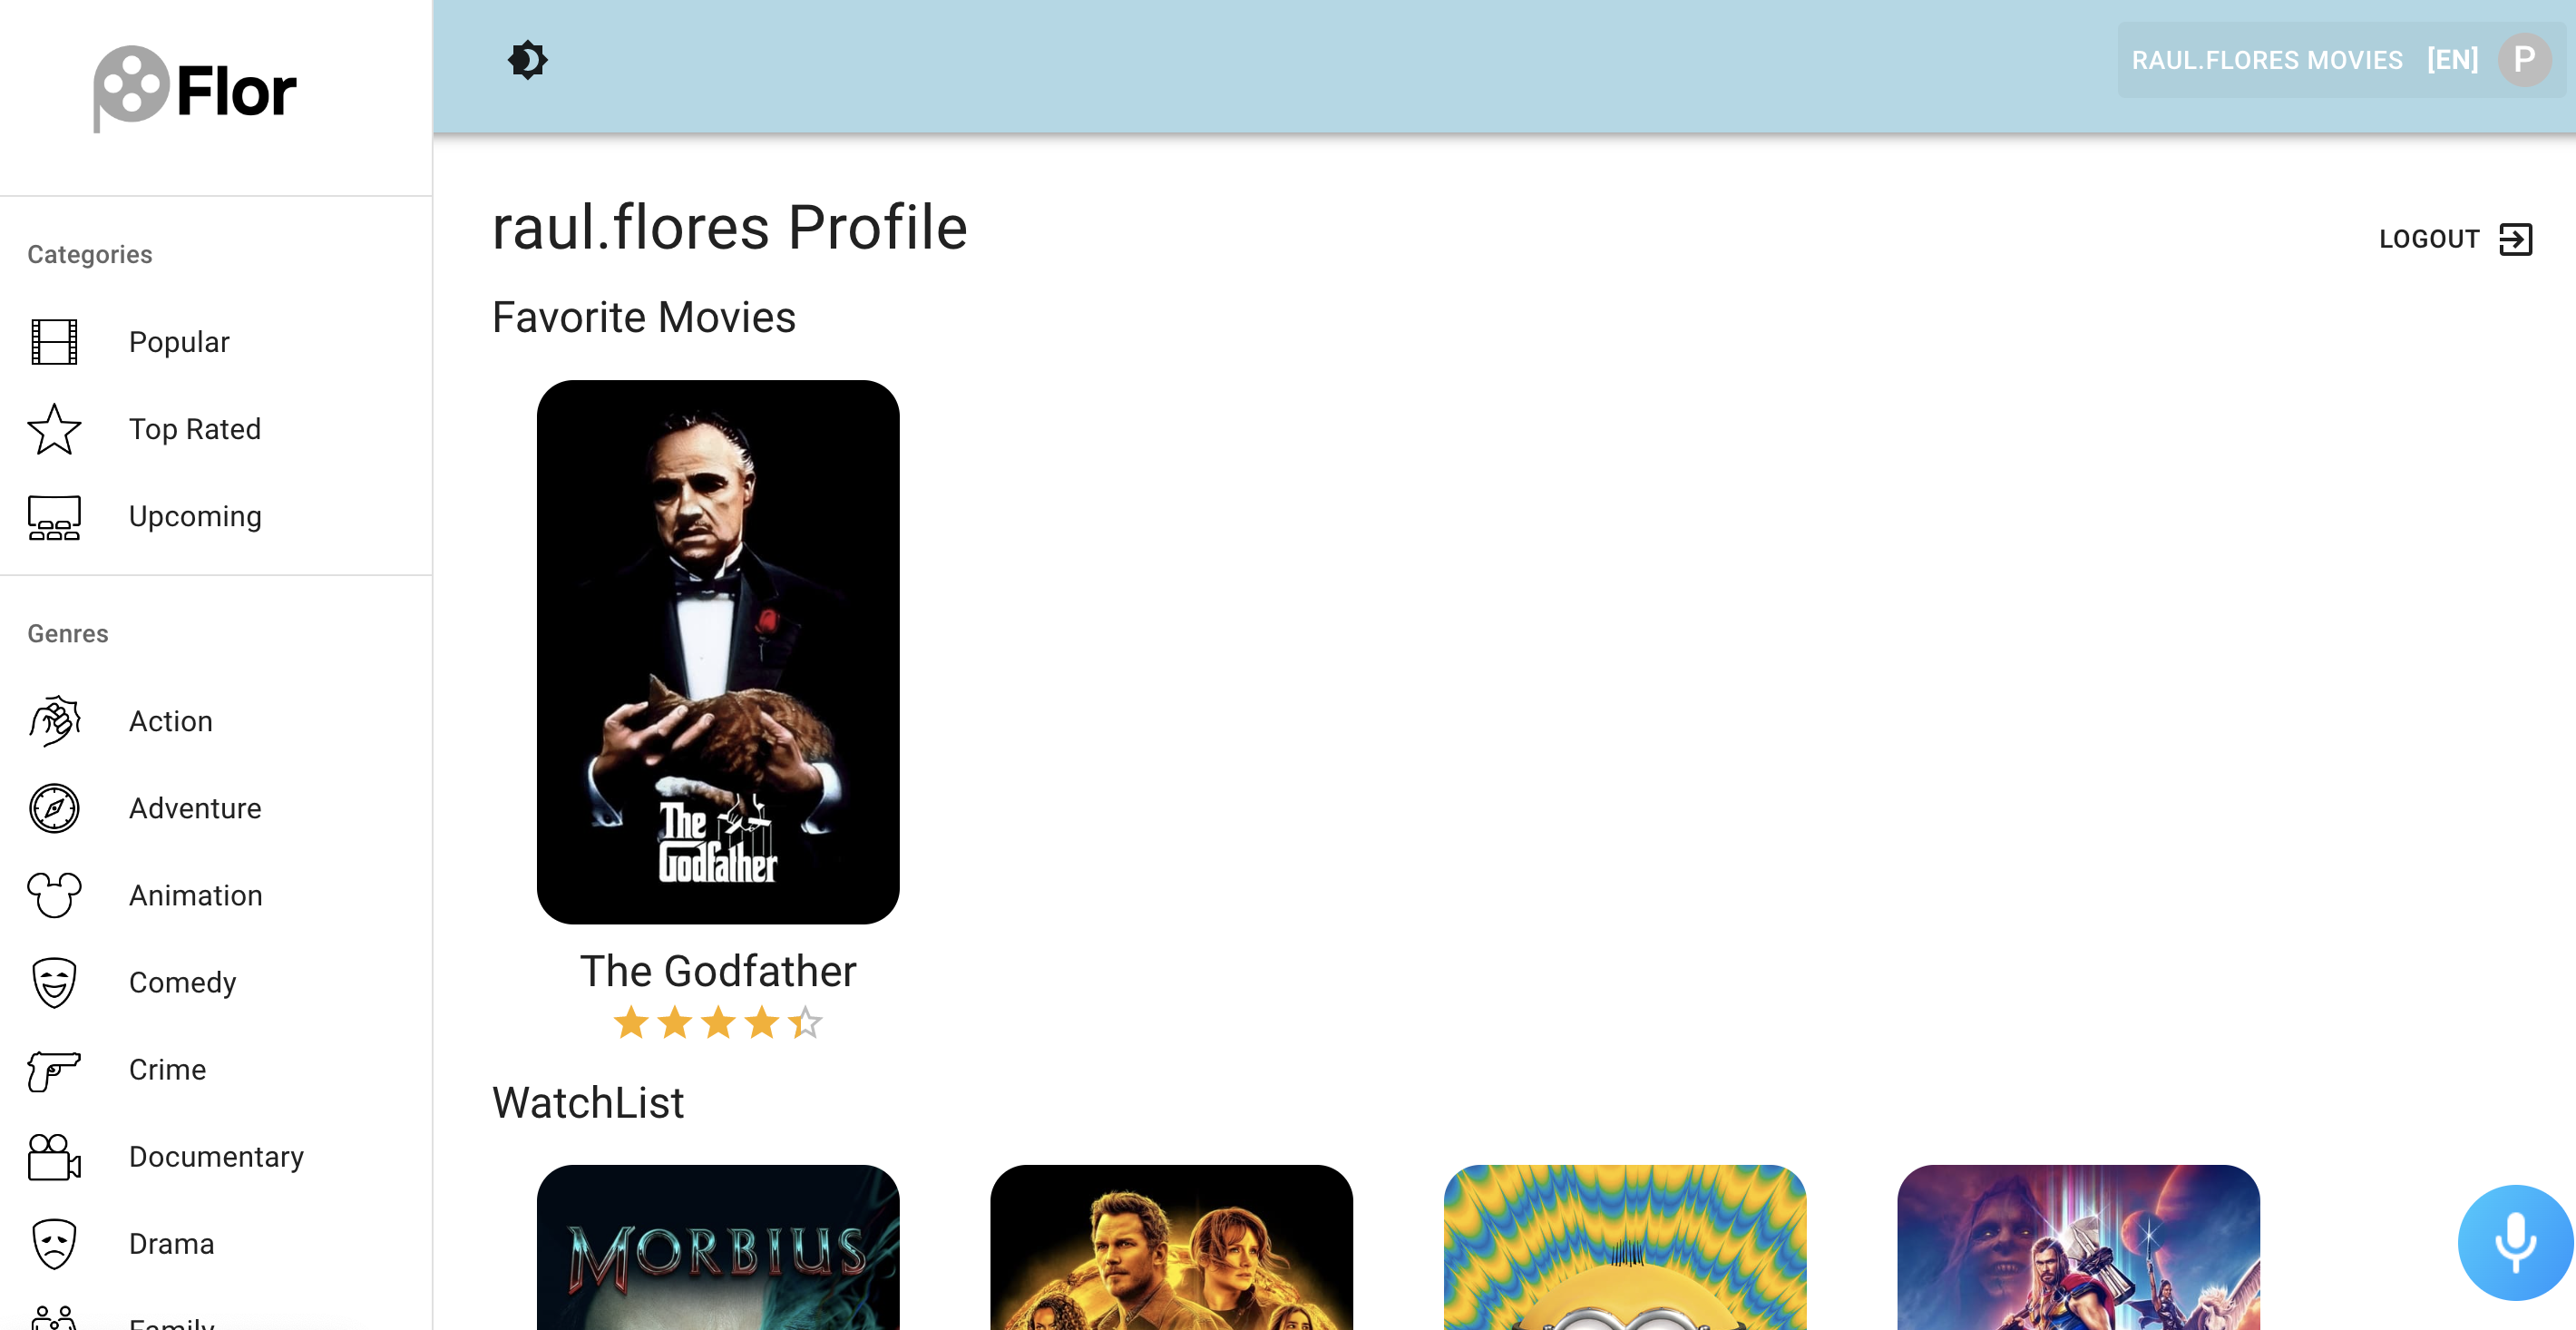 Flor
RAUL.FLORES MOVIES [EN] P
Categories
Popular
Top Rated
Upcoming
Genres
Action
Adventure
Animation
Comedy
Crime
Documentary
Drama
Family
raul.flores Profile
LOGOUT
Favorite Movies
The
Godfather
The Godfather
WatchList
MORBIUS